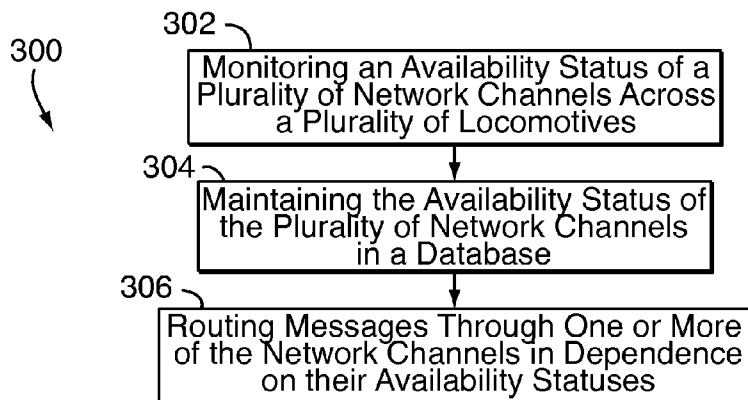 300
302
Monitoring an Availability Status of a
Plurality of Network Channels Across
a Plurality of Locomotives
304
Maintaining the Availability Status of
the Plurality of Network Channels
in a Database
306
Routing Messages Through One or More
of the Network Channels in Dependence
on their Availability Statuses